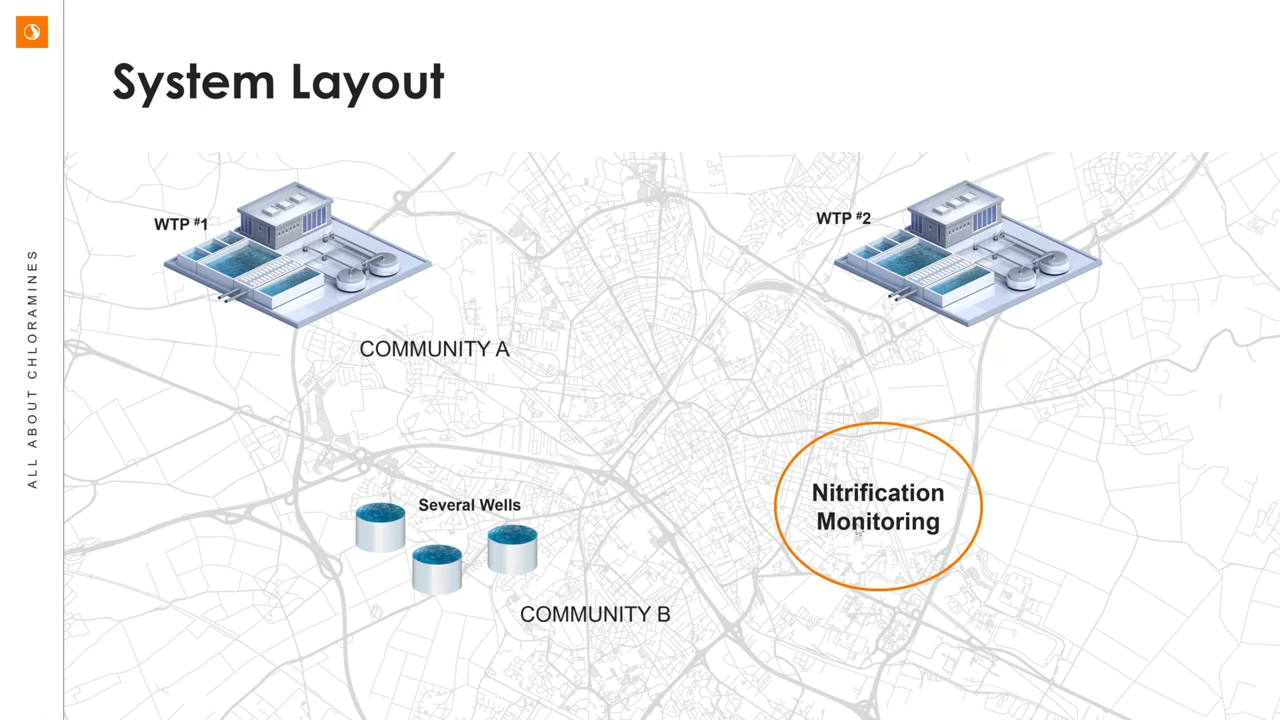 System Layout
WTP #1
WTP #2
COMMUNITY A
Several Wells
Nitrification
Monitoring
COMMUNITY B
ALL ABOUT CHLORAMINES